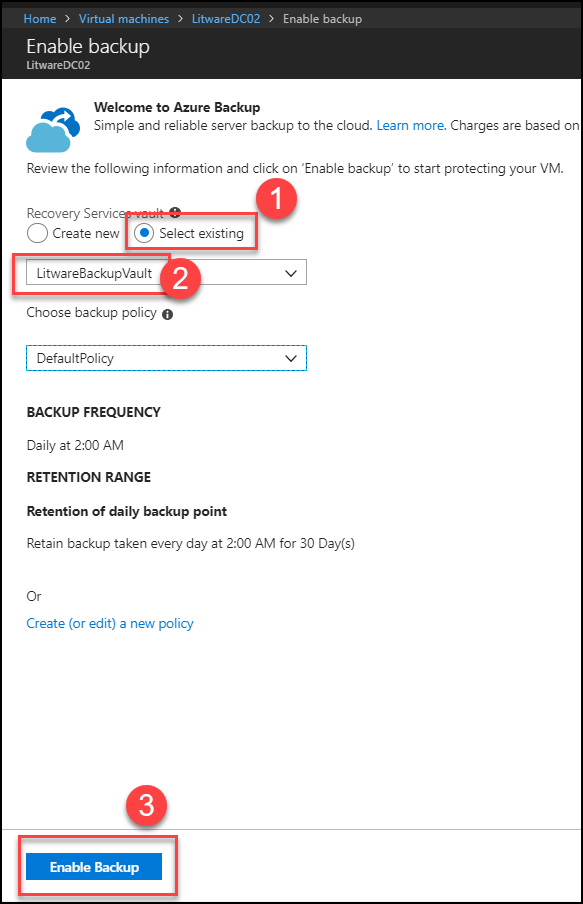 Home > Virtual machines > LitwareDC02 > Enable backup
Enable backup
LitwareDC02
Welcome to Azure Backup
Simple and reliable server backup to the cloud. Learn more. Charges are based on
Review the following information and click on 'Enable backup' to start protecting your VM.
1
Recovery Services vault
Create new Select existing
LitwareBackupVault 2
Choose backup policy
DefaultPolicy
BACKUP FREQUENCY
Daily at 2:00 AM
RETENTION RANGE
Retention of daily backup point
Retain backup taken every day at 2:00 AM for 30 Day(s)
Or
Create (or edit) a new policy
3
Enable Backup